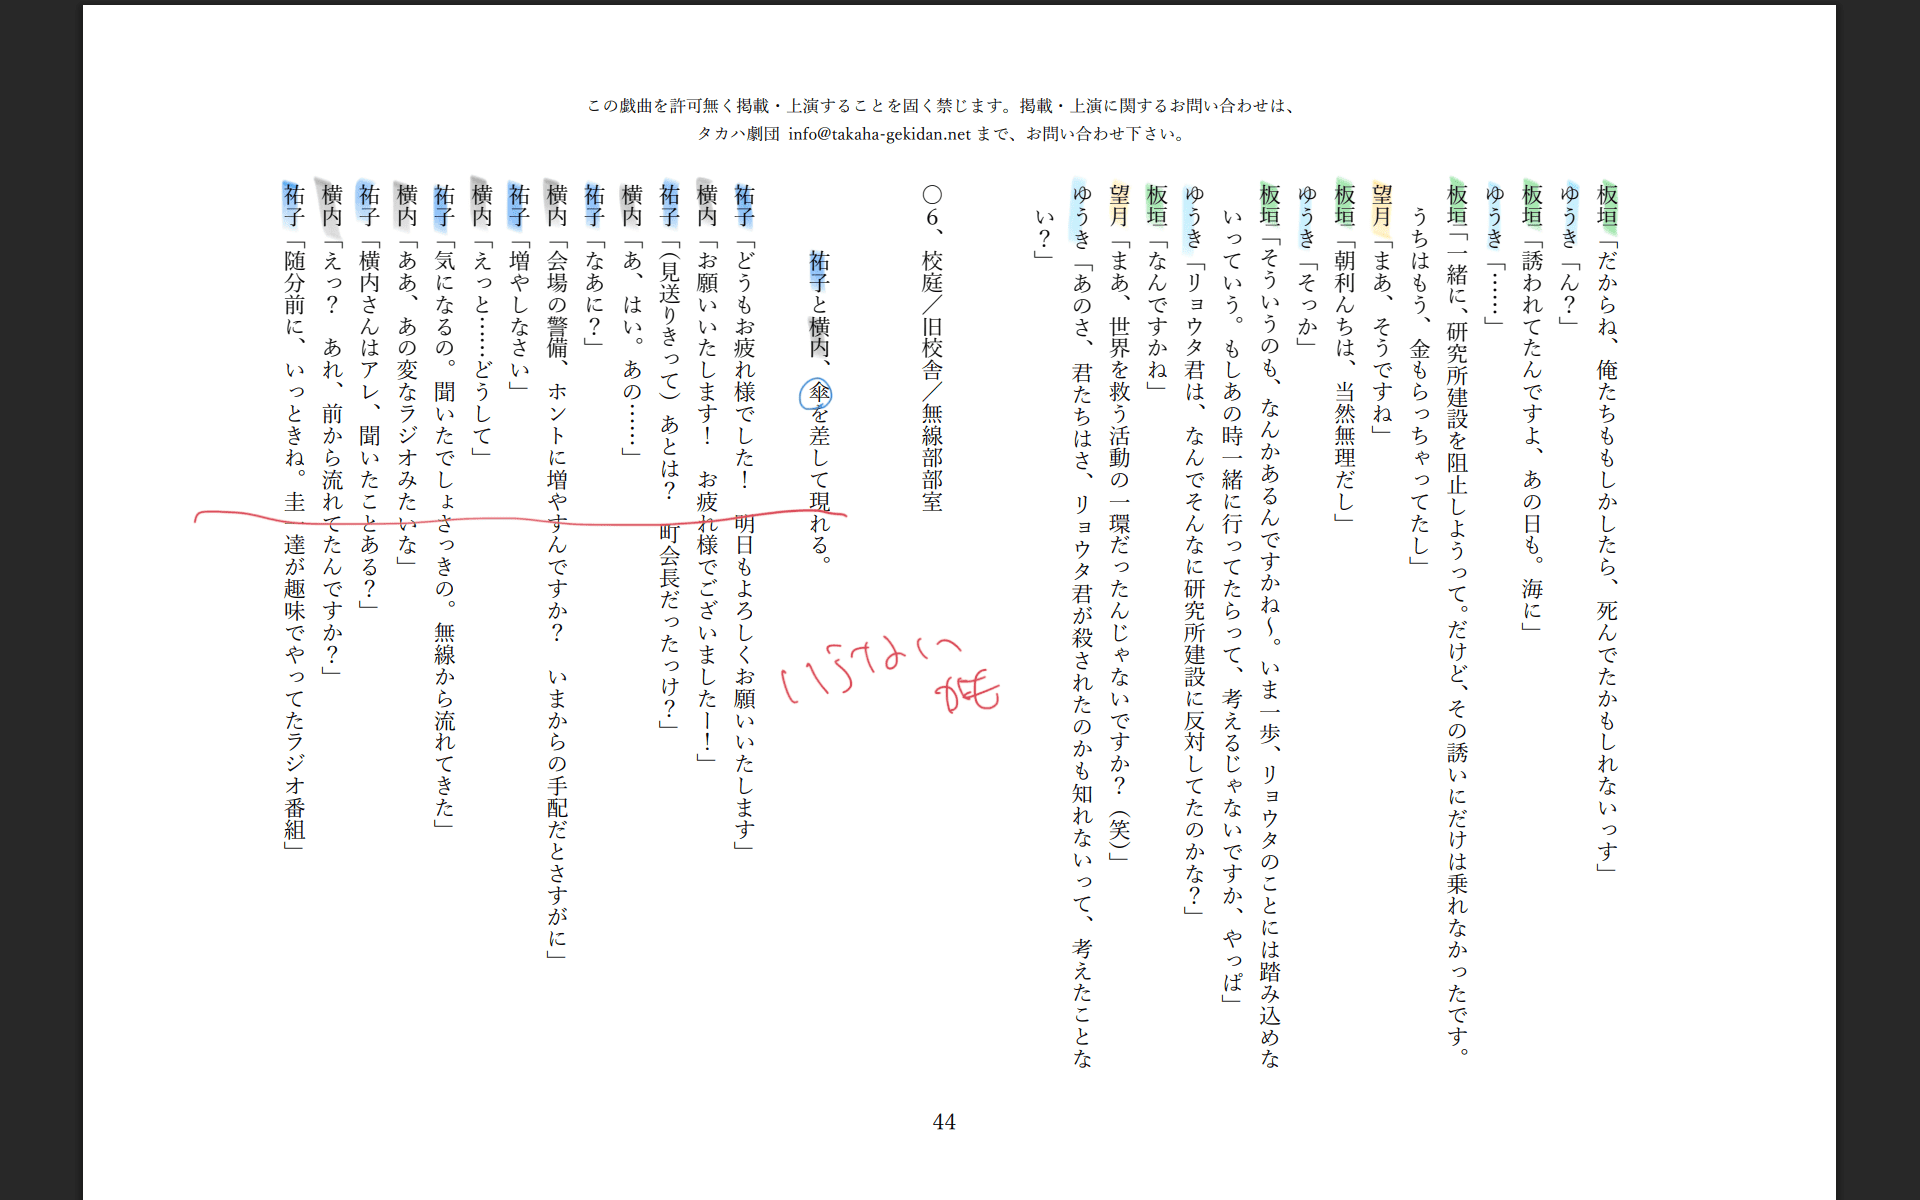 この戯曲を許可無く掲載・上演することを固く禁じます。掲載・上演に関するお問い合わせは、
タカハ劇団 info@takaha-gekidan.net まで、お問い合わせ下さい。
板垣「だからね、俺たちももしかしたら、死んでたかもしれないっす」
ゆうき「ん？」
板垣「誘われてたんですよ、あの日も。海に」
ゆうき「……」
板垣「一緒に、研究所建設を阻止しようって。だけど、その誘いにだけは乗れなかったです。
うちはもう、金もらっちゃってたし」
望月「まあ、そうですね」
板垣「朝利んちは、当然無理だし」
ゆうき「そっか」
板垣「そういうのも、なんかあるんですかね～。いま一歩、リョウタのことには踏み込めな
いっていう。もしあの時一緒に行ってたらって、考えるじゃないですか、やっぱ」
ゆうき「リョウタ君は、なんでそんなに研究所建設に反対してたのかな？」
板垣「なんですかね」
望月「まあ、世界を救う活動の一環だったんじゃないですか？（笑）」
ゆうき「あのさ、君たちはさ、リョウタ君が殺されたのかも知れないって、考えたことな
い？」
〇６、校庭／旧校舎／無線部部室
祐子と横内、傘を差して現れる。
祐子「どうもお疲れ様でした！　明日もよろしくお願いいたします」
横内「お願いいたします！　お疲れ様でございましたー！」
祐子「（見送りきって）あとは？　町会長だったっけ？」
横内「あ、はい。あの……」
祐子「なあに？」
横内「会場の警備、ホントに増やすんですか？　いまからの手配だとさすがに」
祐子「増やしなさい」
横内「えっと……どうして」
祐子「気になるの。聞いたでしょさっきの。無線から流れてきた」
横内「ああ、あの変なラジオみたいな」
祐子「横内さんはアレ、聞いたことある？」
横内「えっ？　あれ、前から流れてたんですか？」
祐子「随分前に、いっときね。圭一達が趣味でやってたラジオ番組」
いらない
かも
44